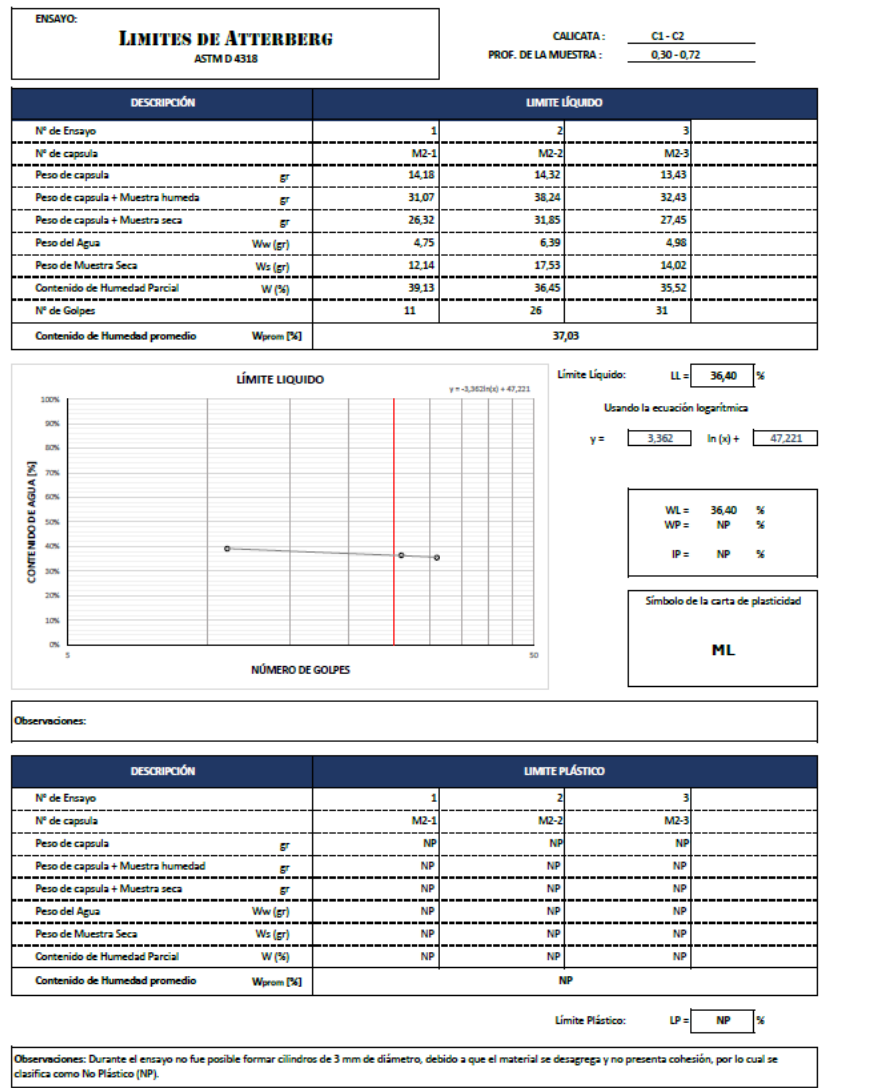 ENSAYO:
LIMITES DE ATTERBERG
ASTM D 4318
CALICATA : C1 - C2
PROF. DE LA MUESTRA : 0,30 - 0,72
DESCRIPCIÓN LIMITE LÍQUIDO
N° de Ensayo 1 2 3
N° de capsula M2-1 M2-2 M2-3
Peso de capsula gr 14,18 14,32 13,43
Peso de capsula + Muestra humeda gr 31,07 38,24 32,43
Peso de capsula + Muestra seca gr 26,32 31,85 27,45
Peso del Agua Ww (gr) 4,75 6,39 4,98
Peso de Muestra Seca Ws (gr) 12,14 17,53 14,02
Contenido de Humedad Parcial W (%) 39,13 36,45 35,52
N° de Golpes 11 26 31
Contenido de Humedad promedio Wprom [%] 37,03
LÍMITE LIQUIDO
y = -3,362ln(x) + 47,221
100%
90%
80%
70%
60%
50%
40%
30%
20%
10%
0%
CONTENIDO DE AGUA [%]
5 50
NÚMERO DE GOLPES
Límite Líquido: LL = 36,40 %
Usando la ecuación logarítmica
y = 3,362 ln (x) + 47,221
WL = 36,40 %
WP = NP %
IP = NP %
Símbolo de la carta de plasticidad
ML
Observaciones:
DESCRIPCIÓN LIMITE PLÁSTICO
N° de Ensayo 1 2 3
N° de capsula M2-1 M2-2 M2-3
Peso de capsula gr NP NP NP
Peso de capsula + Muestra humedad gr NP NP NP
Peso de capsula + Muestra seca gr NP NP NP
Peso del Agua Ww (gr) NP NP NP
Peso de Muestra Seca Ws (gr) NP NP NP
Contenido de Humedad Parcial W (%) NP NP NP
Contenido de Humedad promedio Wprom [%] NP
Límite Plástico: LP = NP %
Observaciones: Durante el ensayo no fue posible formar cilindros de 3 mm de diámetro, debido a que el material se desagrega y no presenta cohesión, por lo cual se
clasifica como No Plástico (NP).